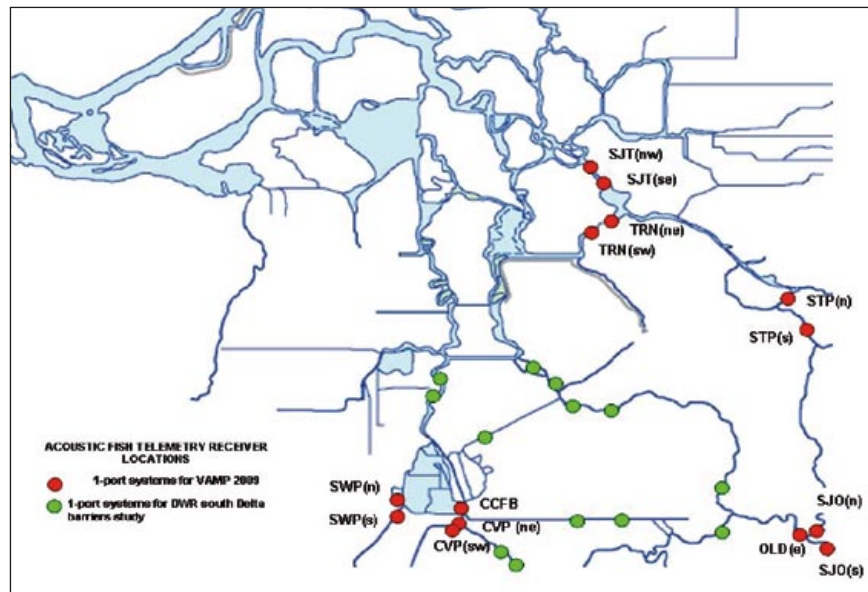 SJT(nw)
SJT(se)
TRN(ne)
TRN(sw)
STP(n)
STP(s)
ACOUSTIC FISH TELEMETRY RECEIVER
LOCATIONS
1-port systems for VAMP 2009
1-port systems for DWR south Delta
barriers study
SWP(n)
SWP(s)
CCFB
CVP (ne)
CVP(sw)
SJO(n)
OLD(e)
SJO(s)